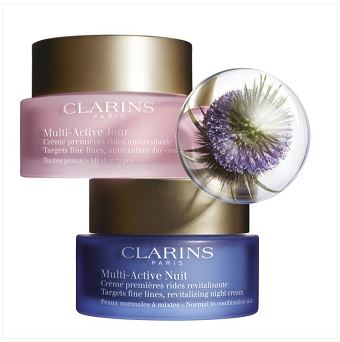 CLARINS
PARIS
Multi-Active Jour
Crème premières rides antioxydante
Targets fine lines, antioxidant day
Toutes peaux - All skin types
CLARINS
PARIS
Multi-Active Nuit
Crème premières rides revitalisante
Targets fine lines, revitalizing night cream
Peaux normales à mixtes - Normal to combination skin